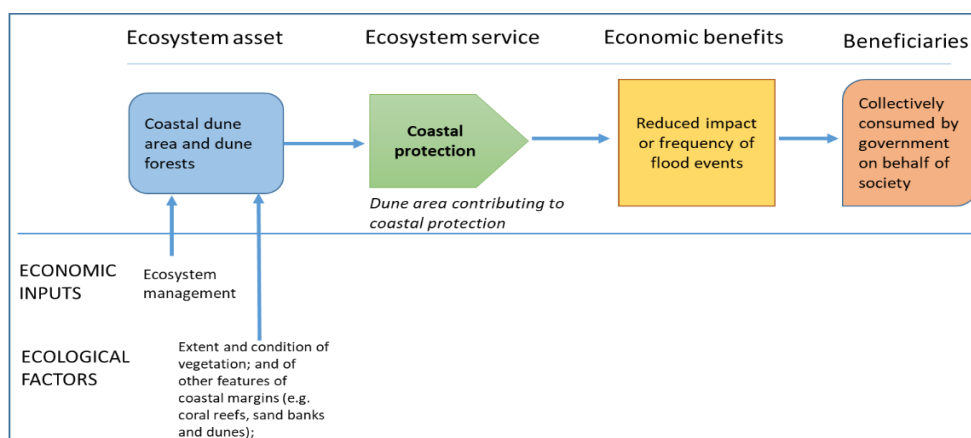 Ecosystem asset
Ecosystem service
Economic benefits
Beneficiaries
Coastal dune
area and dune
forests
Coastal
protection
Dune area contributing to
coastal protection
Reduced impact
or frequency of
flood events
Collectively
consumed by
government
on behalf of
society
ECONOMIC
INPUTS
Ecosystem
management
ECOLOGICAL
FACTORS
Extent and condition of
vegetation; and of
other features of
coastal margins (e.g.
coral reefs, sand banks
and dunes);